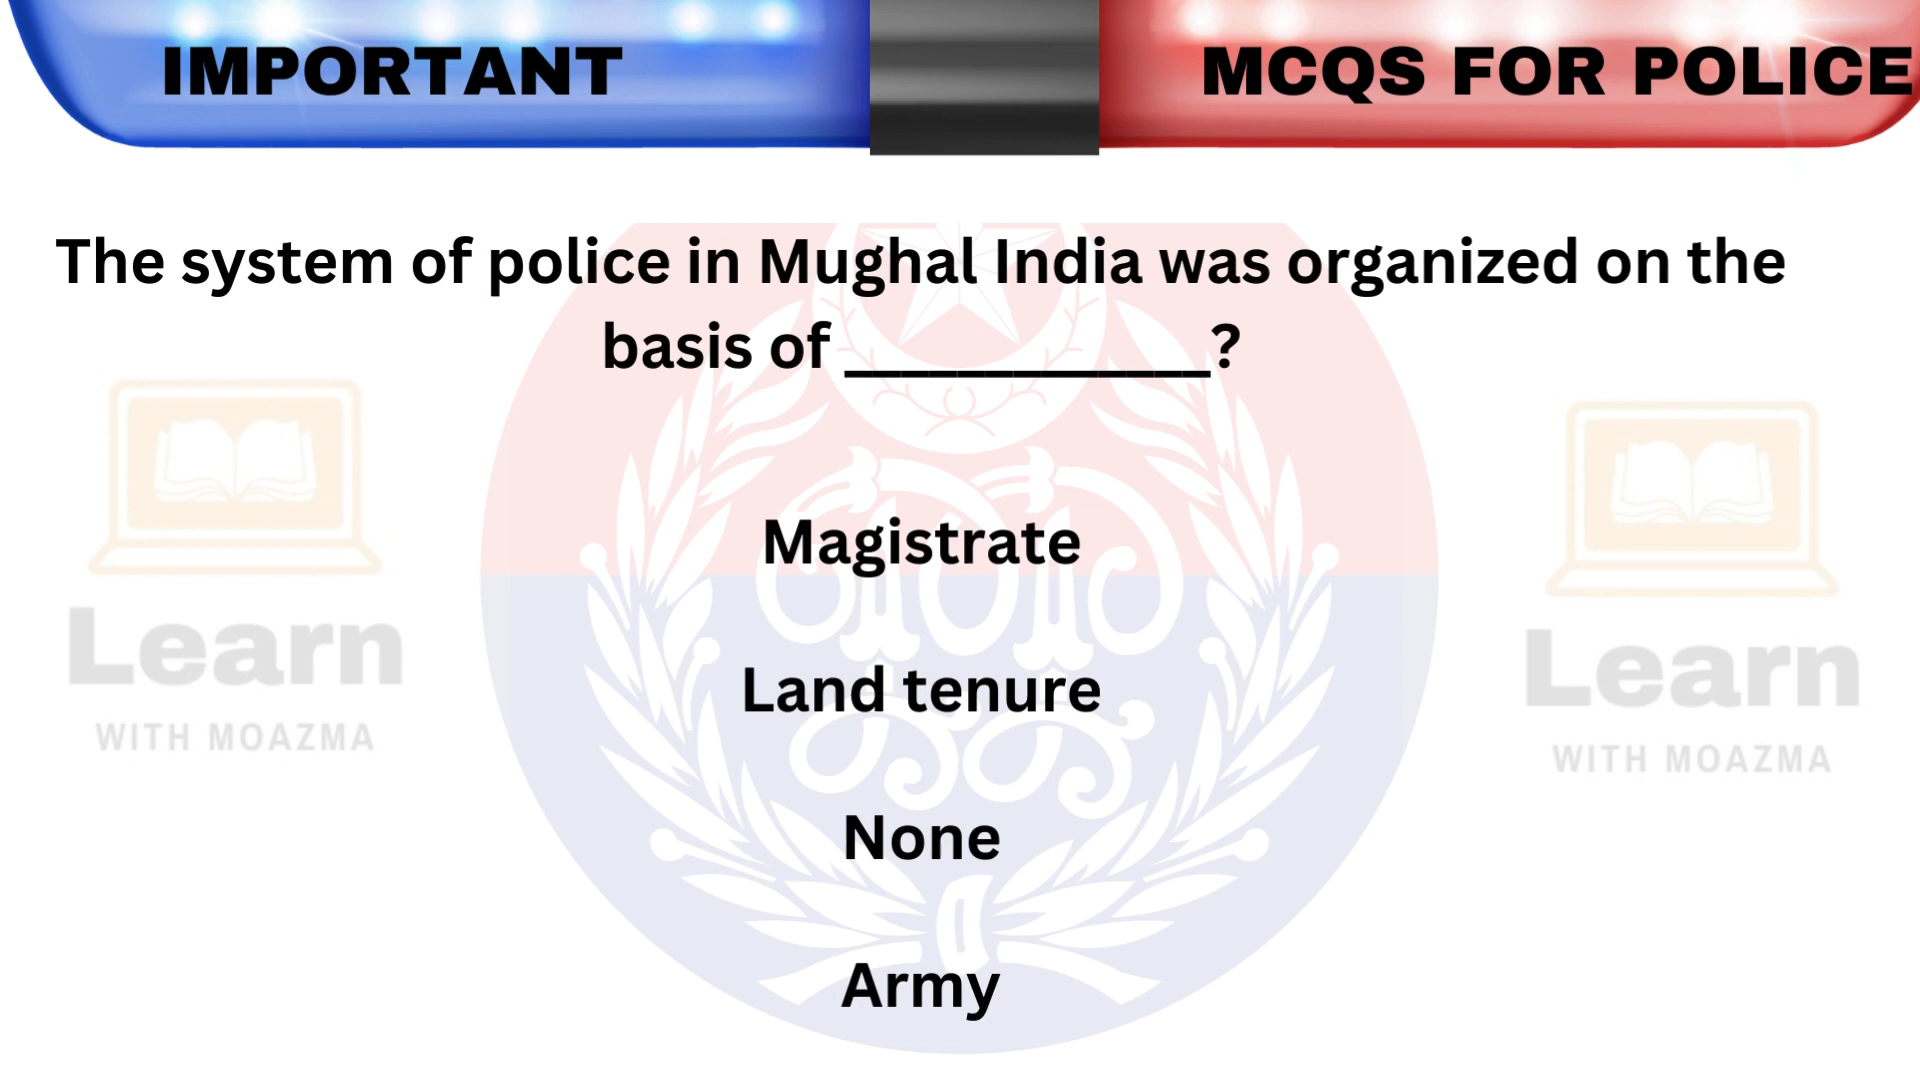 IMPORTANT
MCQS FOR POLICE
The system of police in Mughal India was organized on the
basis of _____________?
Magistrate
Land tenure
None
Army
Learn
WITH MOAZMA
Learn
WITH MOAZMA